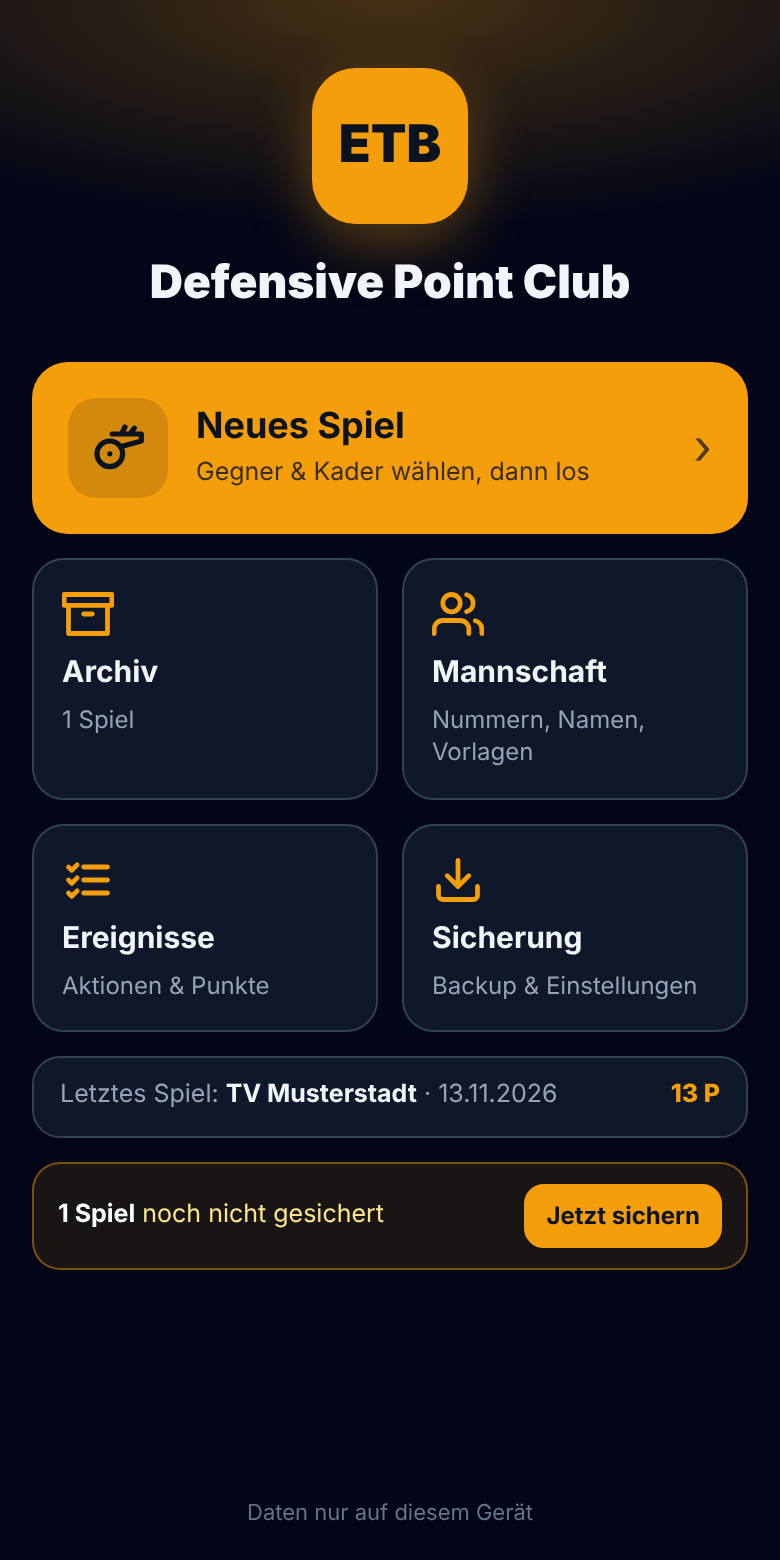 ETB
Defensive Point Club
Neues Spiel
Gegner & Kader wählen, dann los
Archiv
1 Spiel
Mannschaft
Nummern, Namen,
Vorlagen
Ereignisse
Aktionen & Punkte
Sicherung
Backup & Einstellungen
Letztes Spiel: TV Musterstadt · 13.11.2026 13 P
1 Spiel noch nicht gesichert
Jetzt sichern
Daten nur auf diesem Gerät